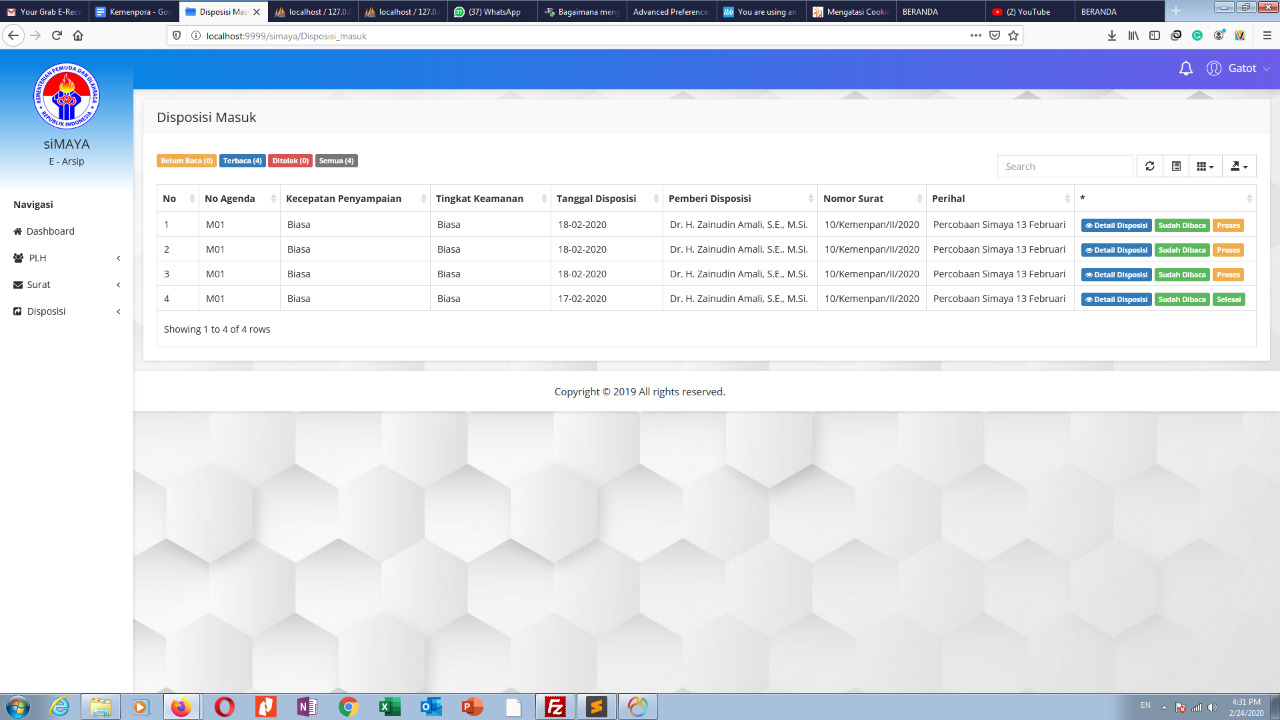 Your Grab E-Rece
Kemenpora - Goo
Disposisi Mas
localhost / 127.0.
localhost / 127.0.
(37) WhatsApp
Bagaimana meng
Advanced Preferences
You are using an
Mengatasi Cookie
BERANDA
(2) YouTube
BERANDA
localhost:9999/simaya/Disposisi_masuk
Gatot
KEMENTERIAN PEMUDA DAN OLAHRAGA
REPUBLIK INDONESIA
siMAYA
E - Arsip
Navigasi
Dashboard
PLH
Surat
Disposisi
Disposisi Masuk
Belum Baca (0) Terbaca (4) Ditolak (0) Semua (4)
Search
No No Agenda Kecepatan Penyampaian Tingkat Keamanan Tanggal Disposisi Pemberi Disposisi Nomor Surat Perihal *
1 M01 Biasa Biasa 18-02-2020 Dr. H. Zainudin Amali, S.E., M.Si. 10/Kemenpan/II/2020 Percobaan Simaya 13 Februari Detail Disposisi Sudah Dibaca Proses
2 M01 Biasa Biasa 18-02-2020 Dr. H. Zainudin Amali, S.E., M.Si. 10/Kemenpan/II/2020 Percobaan Simaya 13 Februari Detail Disposisi Sudah Dibaca Proses
3 M01 Biasa Biasa 18-02-2020 Dr. H. Zainudin Amali, S.E., M.Si. 10/Kemenpan/II/2020 Percobaan Simaya 13 Februari Detail Disposisi Sudah Dibaca Proses
4 M01 Biasa Biasa 17-02-2020 Dr. H. Zainudin Amali, S.E., M.Si. 10/Kemenpan/II/2020 Percobaan Simaya 13 Februari Detail Disposisi Sudah Dibaca Selesai
Showing 1 to 4 of 4 rows
Copyright © 2019 All rights reserved.
EN
4:31 PM
2/24/2020